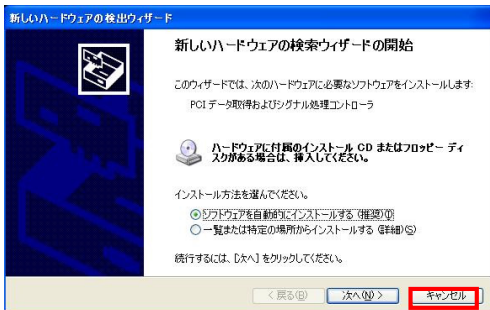 新しいハードウェアの検出ウィザード
新しいハードウェアの検索ウィザードの開始
このウィザードでは、次のハードウェアに必要なソフトウェアをインストールします:
PCI データ取得およびシグナル処理コントローラ
ハードウェアに付属のインストール CD またはフロッピー ディ
スクがある場合は、挿入してください。
インストール方法を選んでください。
ソフトウェアを自動的にインストールする (推奨)(I)
一覧または特定の場所からインストールする (詳細)(S)
続行するには、[次へ] をクリックしてください。
< 戻る(B) 次へ(N) > キャンセル